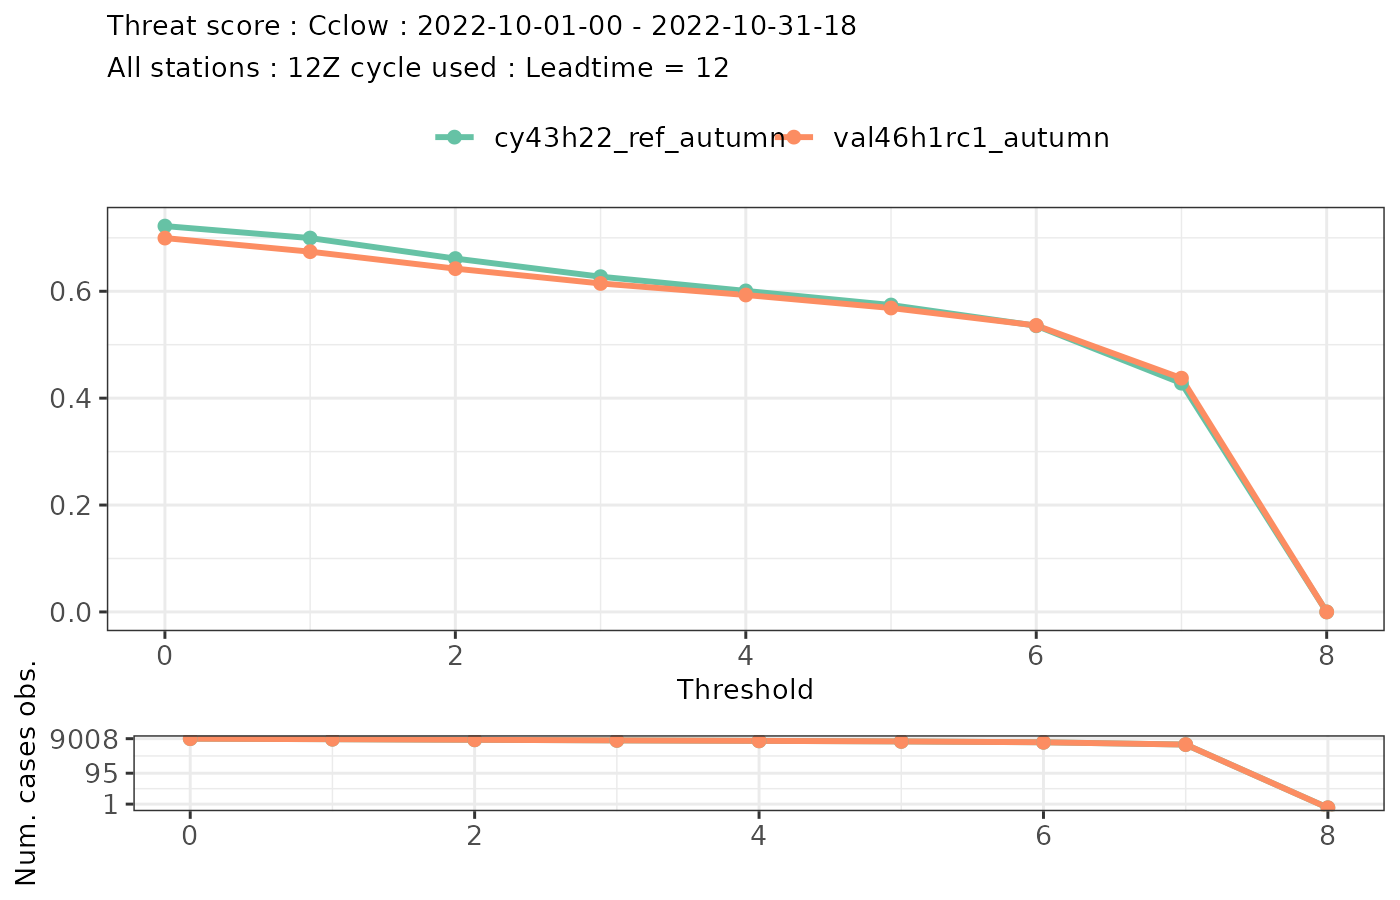 Threat score : Cclow : 2022-10-01-00 - 2022-10-31-18
All stations : 12Z cycle used : Leadtime = 12
cy43h22_ref_autumn val46h1rc1_autumn
0.6
0.4
0.2
0.0
0 2 4 6 8
Threshold
Num. cases obs.
9008
95
1
0 2 4 6 8